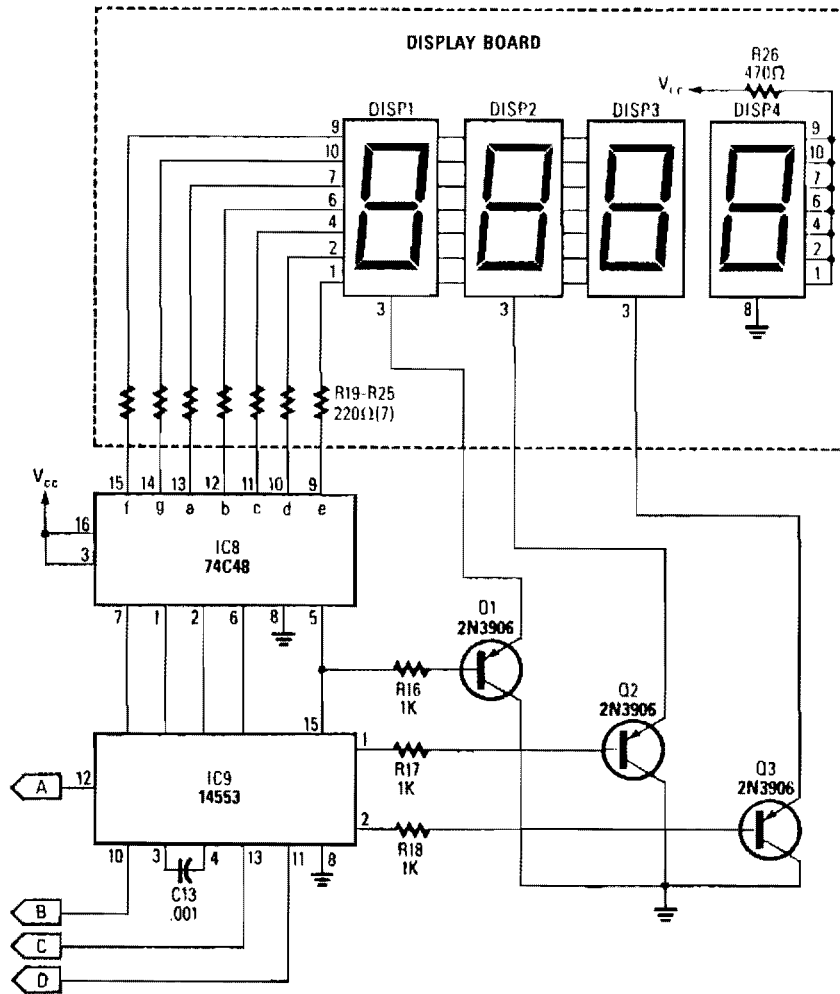 DISPLAY BOARD
R26
470Ω
Vcc
DISP1
DISP2
DISP3
DISP4
9
10
7
6
4
2
1
9
10
7
6
4
2
1
3
3
3
8
R19-R25
220Ω(7)
Vcc
15 14 13 12 11 10 9
f g a b c d e
16
3
IC8
74C48
7 1 2 6 8 5
Q1
2N3906
R16
1K
Q2
2N3906
R17
1K
Q3
2N3906
R18
1K
15
1
2
IC9
14553
A
12
10 3 4 13 11 8
C13
.001
B
C
D